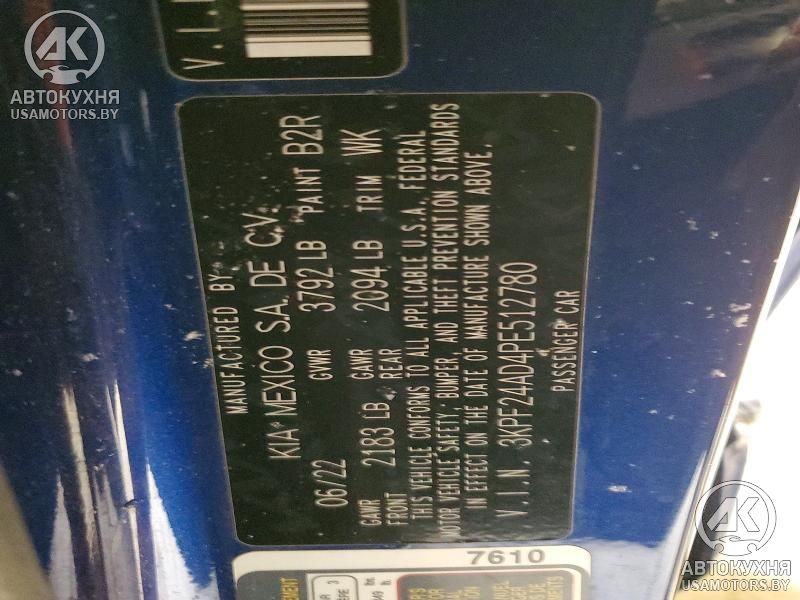 V.I.
MANUFACTURED BY
KIA MEXICO S.A. DE C.V.
06/22 GVWR 3792 LB PAINT B2R
GAWR FRONT 2183 LB GAWR REAR 2094 LB TRIM WK
THIS VEHICLE CONFORMS TO ALL APPLICABLE U.S.A. FEDERAL
MOTOR VEHICLE SAFETY, BUMPER, AND THEFT PREVENTION STANDARDS
IN EFFECT ON THE DATE OF MANUFACTURE SHOWN ABOVE.
V.I.N. 3KPF24AD4PE512780
PASSENGER CAR
7610
АВТОКУХНЯ
USAMOTORS.BY
АВТОКУХНЯ
USAMOTORS.BY